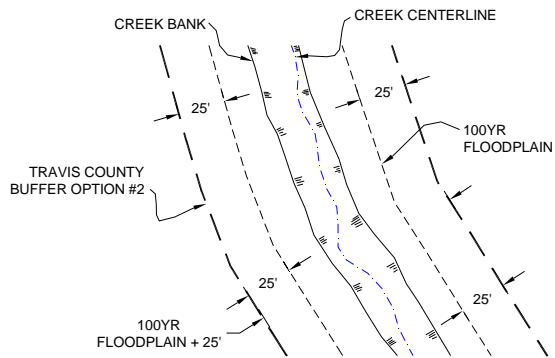 CREEK BANK
CREEK CENTERLINE
25'
25'
100YR
FLOODPLAIN
TRAVIS COUNTY
BUFFER OPTION #2
25'
25'
100YR
FLOODPLAIN + 25'